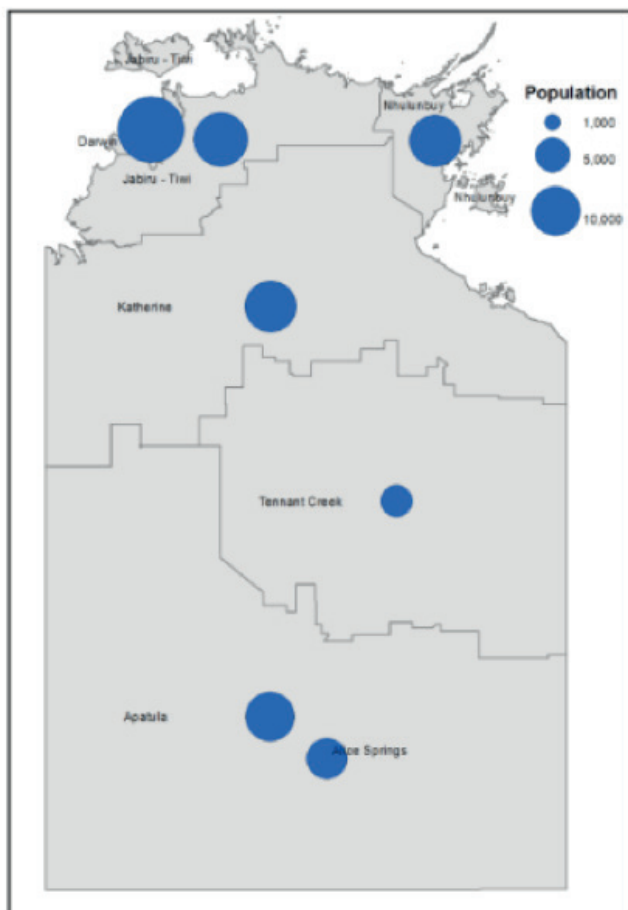 Jabiru - Tiwi
Nhulunbuy
Population
1,000
Darwin
5,000
Jabiru - Tiwi
Nhulunbuy
10,000
Katherine
Tennant Creek
Apatula
Alice Springs